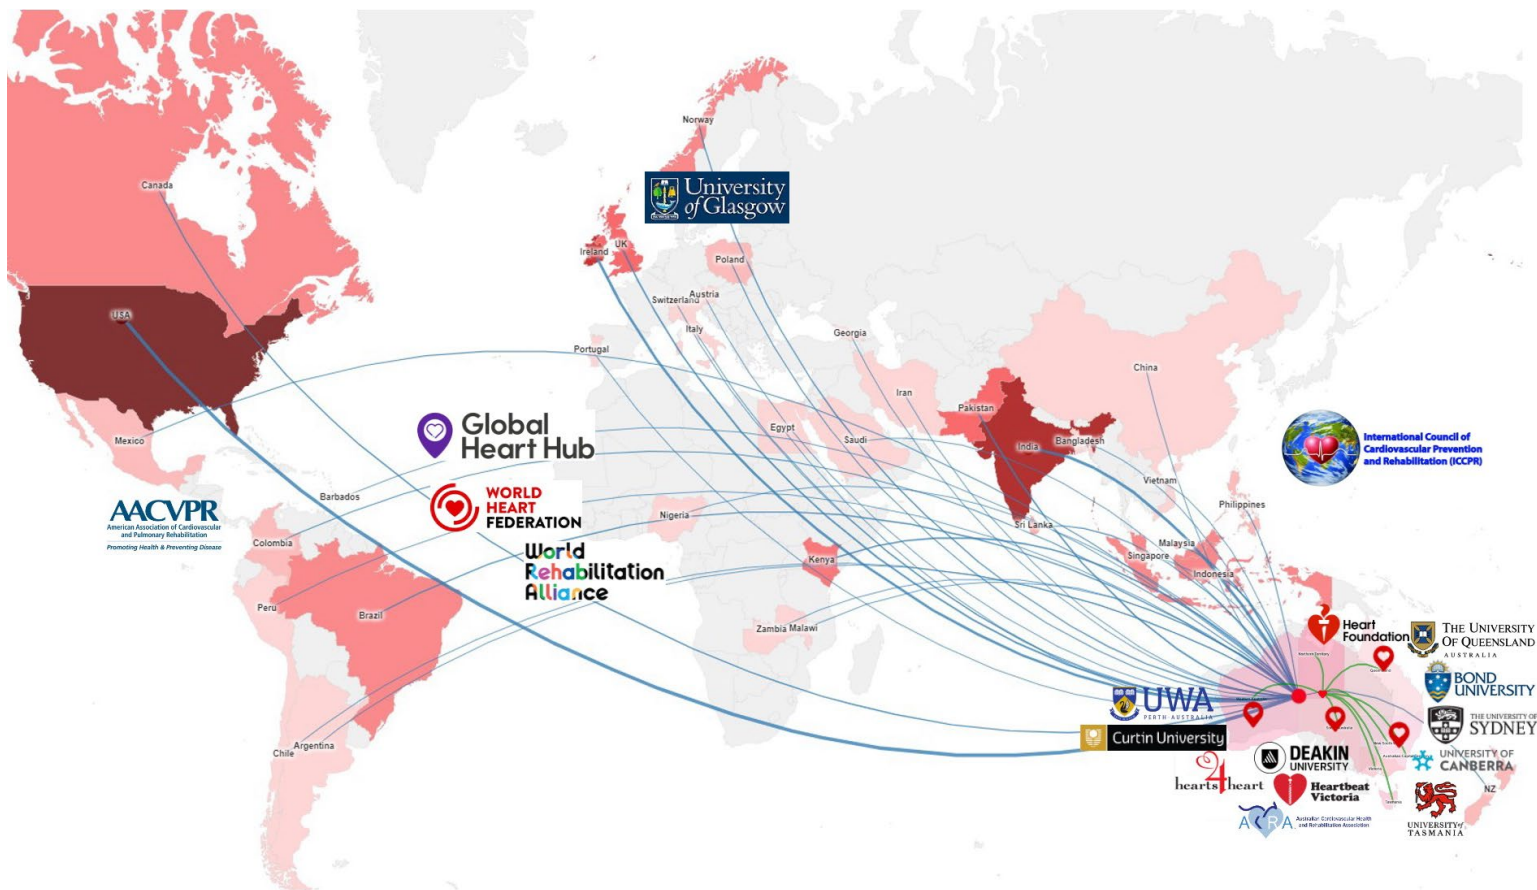 Norway
University
of Glasgow
Canada
Ireland
UK
Poland
Switzerland
Austria
USA
Italy
Georgia
Portugal
China
Iran
Pakistan
Mexico
Global
Heart Hub
Egypt
Saudi
India
Bangladesh
International Council of
Cardiovascular Prevention
and Rehabilitation (ICCPR)
Vietnam
Barbados
WORLD
HEART
FEDERATION
Philippines
AACVPR
American Association of Cardiovascular
and Pulmonary Rehabilitation
Promoting Health & Preventing Disease
Nigeria
Sri Lanka
Colombia
Malaysia
Singapore
Kenya
Indonesia
World
Rehabilitation
Alliance
Peru
Brazil
Zambia
Malawi
Heart
Foundation
THE UNIVERSITY
OF QUEENSLAND
AUSTRALIA
BOND
UNIVERSITY
UWA
PERTH AUSTRALIA
THE UNIVERSITY OF
SYDNEY
Curtin University
Chile
Argentina
DEAKIN
UNIVERSITY
UNIVERSITY OF
CANBERRA
hearts4heart
Heartbeat
Victoria
NZ
ACRA
Australian Cardiovascular Health
and Rehabilitation Association
Tasmania
UNIVERSITY of
TASMANIA